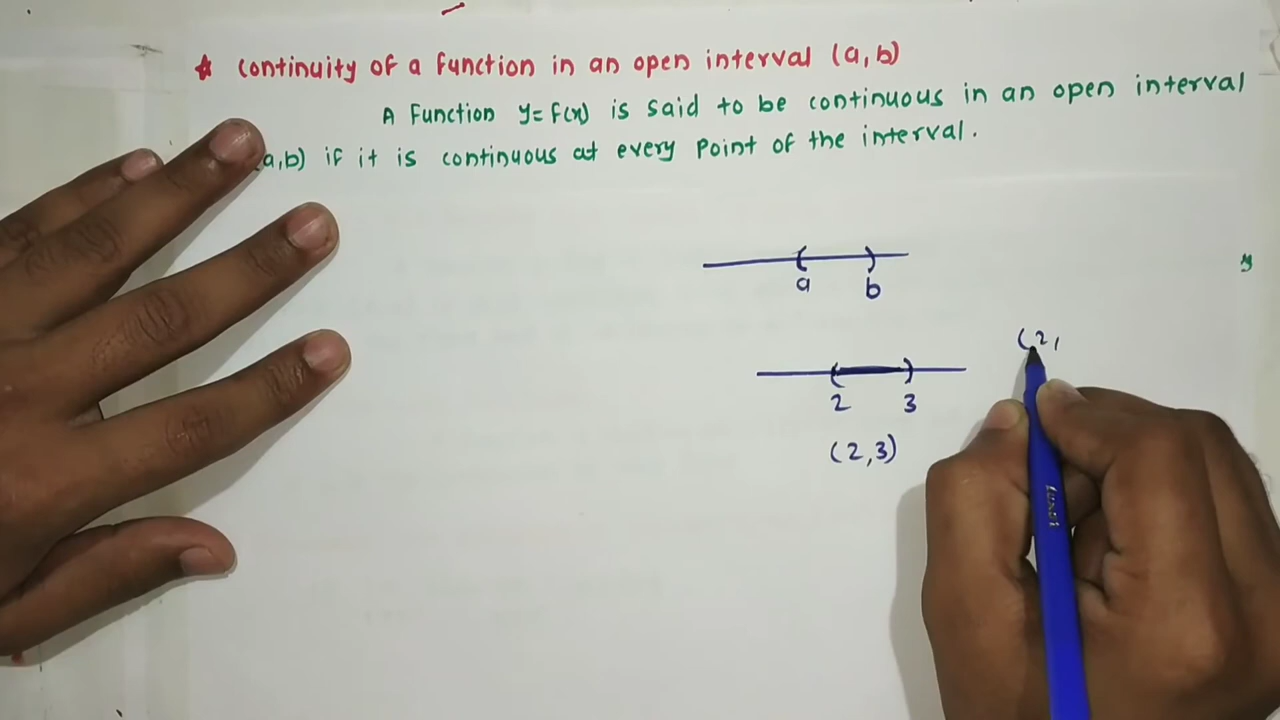 ☆ Continuity of a function in an open interval (a,b)
A Function y=f(x) is said to be continuous in an open interval
(a,b) if it is continuous at every point of the interval.
a b
y
(2,
2 3
(2,3)